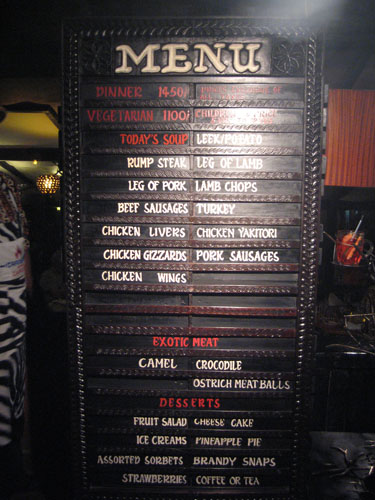 MENU
DINNER 1450/
VEGETARIAN 1100/
TODAY'S SOUP LEEK/POTATO
RUMP STEAK LEG OF LAMB
LEG OF PORK LAMB CHOPS
BEEF SAUSAGES TURKEY
CHICKEN LIVERS CHICKEN YAKITORI
CHICKEN GIZZARDS PORK SAUSAGES
CHICKEN WINGS
EXOTIC MEAT
CAMEL CROCODILE
OSTRICH MEAT BALLS
DESSERTS
FRUIT SALAD CHEESE CAKE
ICE CREAMS PINEAPPLE PIE
ASSORTED SORBETS BRANDY SNAPS
STRAWBERRIES COFFEE OR TEA